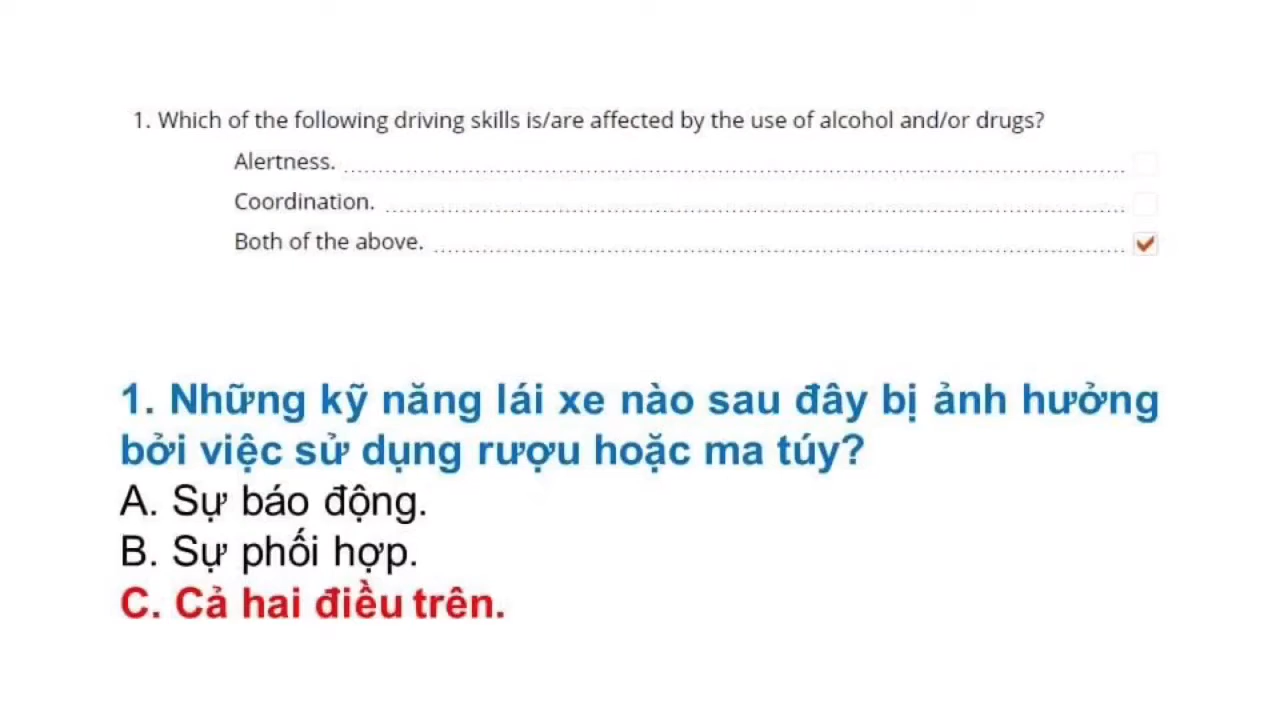 1. Which of the following driving skills is/are affected by the use of alcohol and/or drugs?
Alertness.
Coordination.
Both of the above.
1. Những kỹ năng lái xe nào sau đây bị ảnh hưởng
bởi việc sử dụng rượu hoặc ma túy?
A. Sự báo động.
B. Sự phối hợp.
C. Cả hai điều trên.